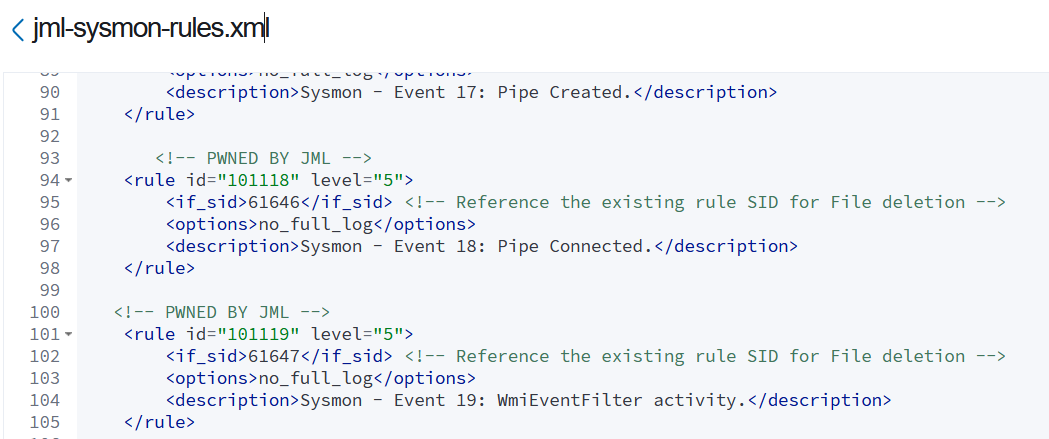 jml-sysmon-rules.xml
89 <options>no_full_log</options>
90 <description>Sysmon - Event 17: Pipe Created.</description>
91 </rule>
92
93 <!-- PWNED BY JML -->
94 <rule id="101118" level="5">
95 <if_sid>61646</if_sid> <!-- Reference the existing rule SID for File deletion -->
96 <options>no_full_log</options>
97 <description>Sysmon - Event 18: Pipe Connected.</description>
98 </rule>
99
100 <!-- PWNED BY JML -->
101 <rule id="101119" level="5">
102 <if_sid>61647</if_sid> <!-- Reference the existing rule SID for File deletion -->
103 <options>no_full_log</options>
104 <description>Sysmon - Event 19: WmiEventFilter activity.</description>
105 </rule>